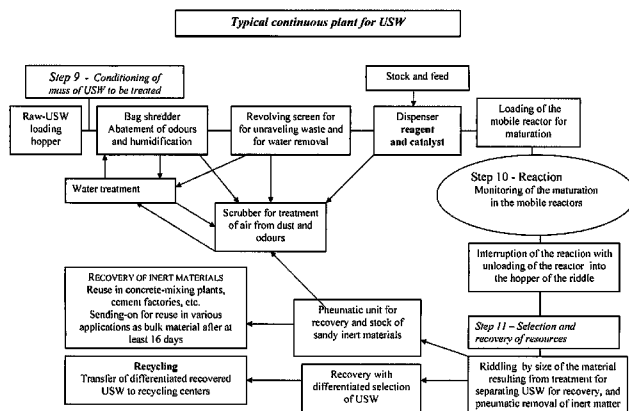 Typical continuous plant for USW
Step 9 - Conditioning of
mass of USW to be treated
Stock and feed
Raw-USW
loading
hopper
Bag shredder
Abatement of odours
and humidification
Revolving screen for
for unraveling waste and
for water removal
Dispenser
reagent
and catalyst
Loading of the
mobile reactor for
maturation
Water treatment
Scrubber for treatment
of air from dust and
odours
Step 10 - Reaction
Monitoring of the maturation
in the mobile reactors
Interruption of the reaction with
unloading of the reactor into
the hopper of the riddle
RECOVERY OF INERT MATERIALS
Reuse in concrete-mixing plants,
cement factories, etc.
Sending-on for reuse in various
applications as bulk material after at
least 16 days
Pneumatic unit for
recovery and stock of
sandy inert materials
Step 11 – Selection and
recovery of resources
Recycling
Transfer of differentiated recovered
USW to recycling centers
Recovery with
differentiated selection of
USW
Riddling by size of the material
resulting from treatment for
separating USW for recovery, and
pneumatic removal of inert matter